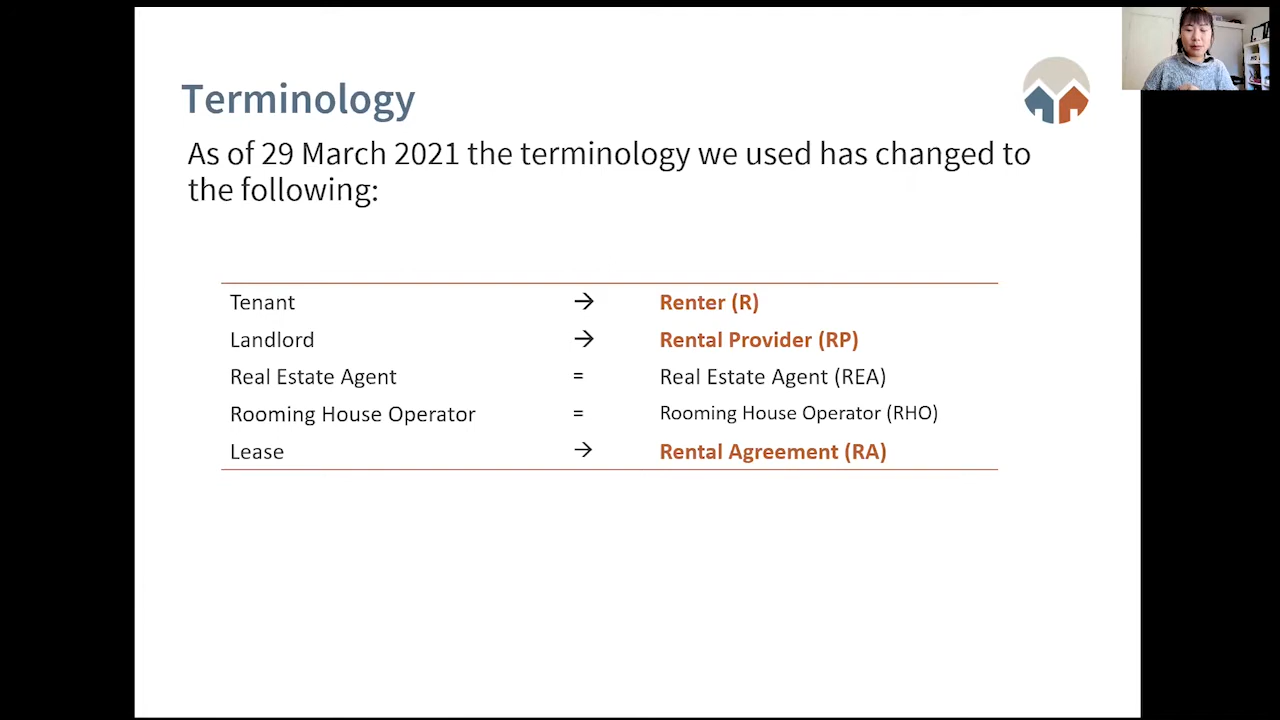 Terminology
As of 29 March 2021 the terminology we used has changed to
the following:
Tenant → Renter (R)
Landlord → Rental Provider (RP)
Real Estate Agent = Real Estate Agent (REA)
Rooming House Operator = Rooming House Operator (RHO)
Lease → Rental Agreement (RA)